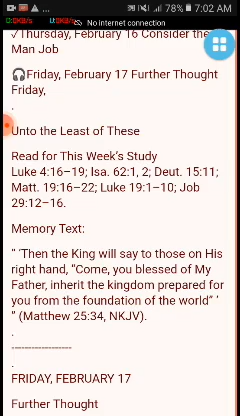 0KB/s U:0KB/s 78% 7:02 AM
No internet connection
✓Thursday, February 16 Consider the
Man Job
🎧Friday, February 17 Further Thought
Friday,
.
Unto the Least of These
Read for This Week's Study
Luke 4:16–19; Isa. 62:1, 2; Deut. 15:11;
Matt. 19:16–22; Luke 19:1–10; Job
29:12–16.
Memory Text:
" 'Then the King will say to those on His
right hand, "Come, you blessed of My
Father, inherit the kingdom prepared for
you from the foundation of the world" '
" (Matthew 25:34, NKJV).
.
------------------
.
FRIDAY, FEBRUARY 17
Further Thought